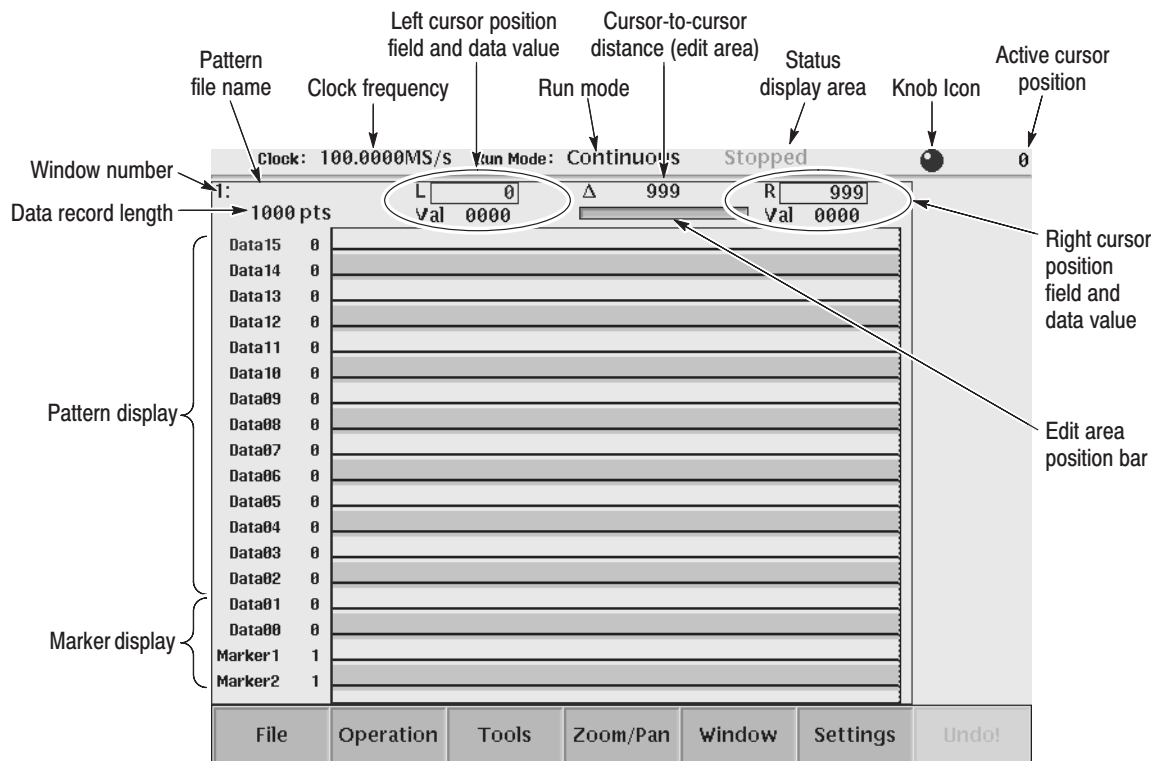 Left cursor position
field and data value
Cursor-to-cursor
distance (edit area)
Pattern
file name
Clock frequency
Run mode
Status
display area
Knob Icon
Active cursor
position
Window number
Data record length
Clock: 100.0000MS/s Run Mode: Continuous Stopped 0
1: L 0 Δ 999 R 999
1000 pts Val 0000 Val 0000
Right cursor
position
field and
data value
Edit area
position bar
Pattern display
Marker display
Data15 0
Data14 0
Data13 0
Data12 0
Data11 0
Data10 0
Data09 0
Data08 0
Data07 0
Data06 0
Data05 0
Data04 0
Data03 0
Data02 0
Data01 0
Data00 0
Marker1 1
Marker2 1
File Operation Tools Zoom/Pan Window Settings Undo!